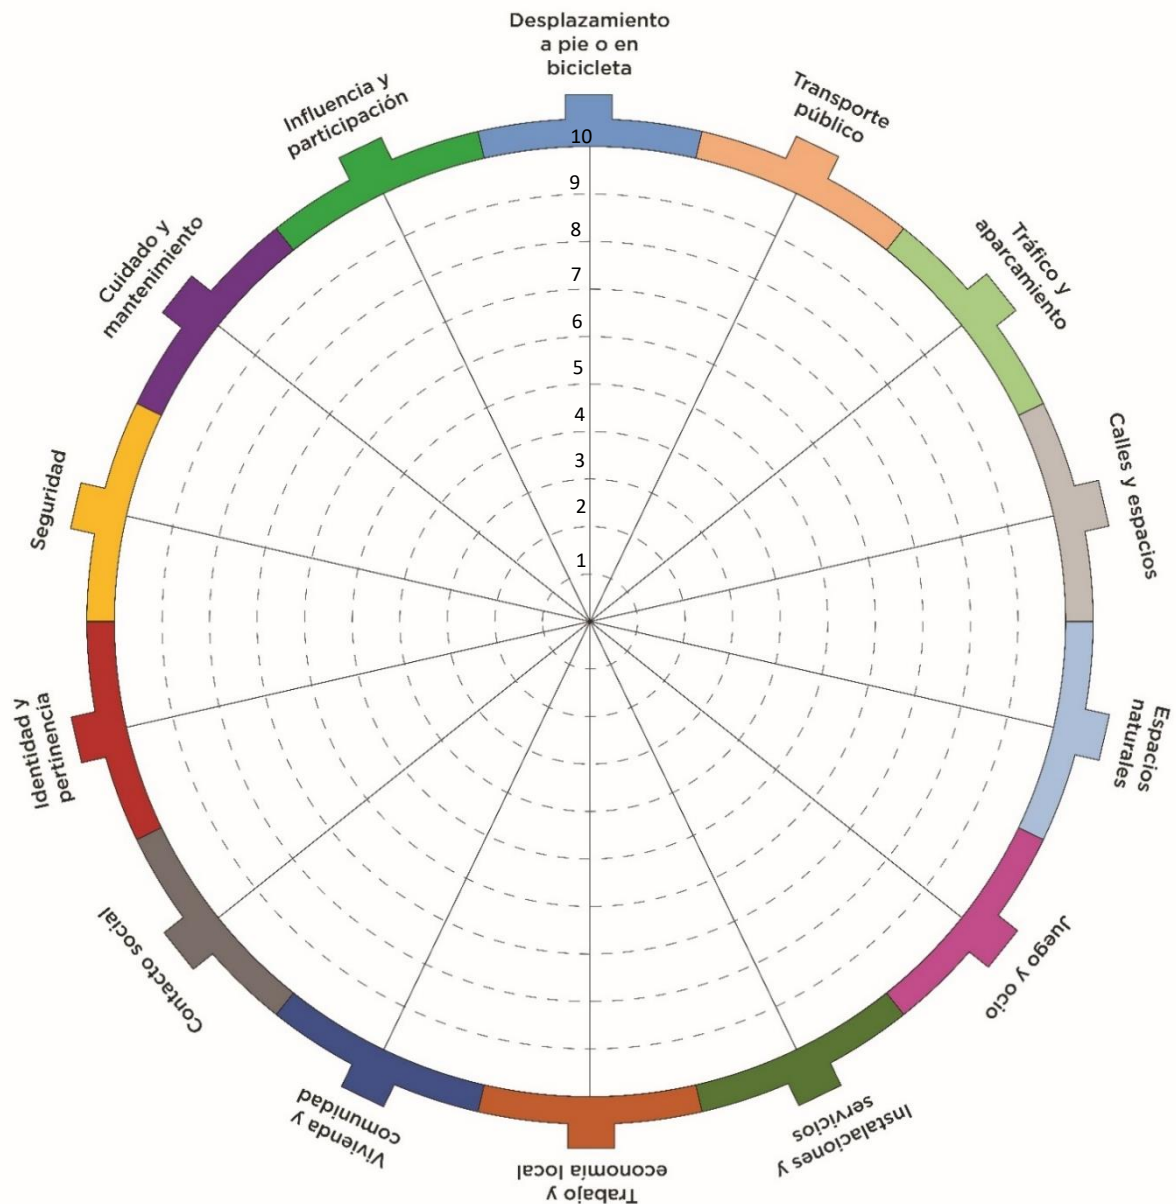 Desplazamiento
a pie o en
bicicleta
Transporte
público
Tráfico y
aparcamiento
Calles y espacios
Espacios
naturales
Juego y ocio
Instalaciones y
servicios
Trabajo y
economía local
Vivienda y
comunidad
Contacto social
Identidad y
pertinencia
Seguridad
Cuidado y
mantenimiento
Influencia y
participación
10
9
8
7
6
5
4
3
2
1